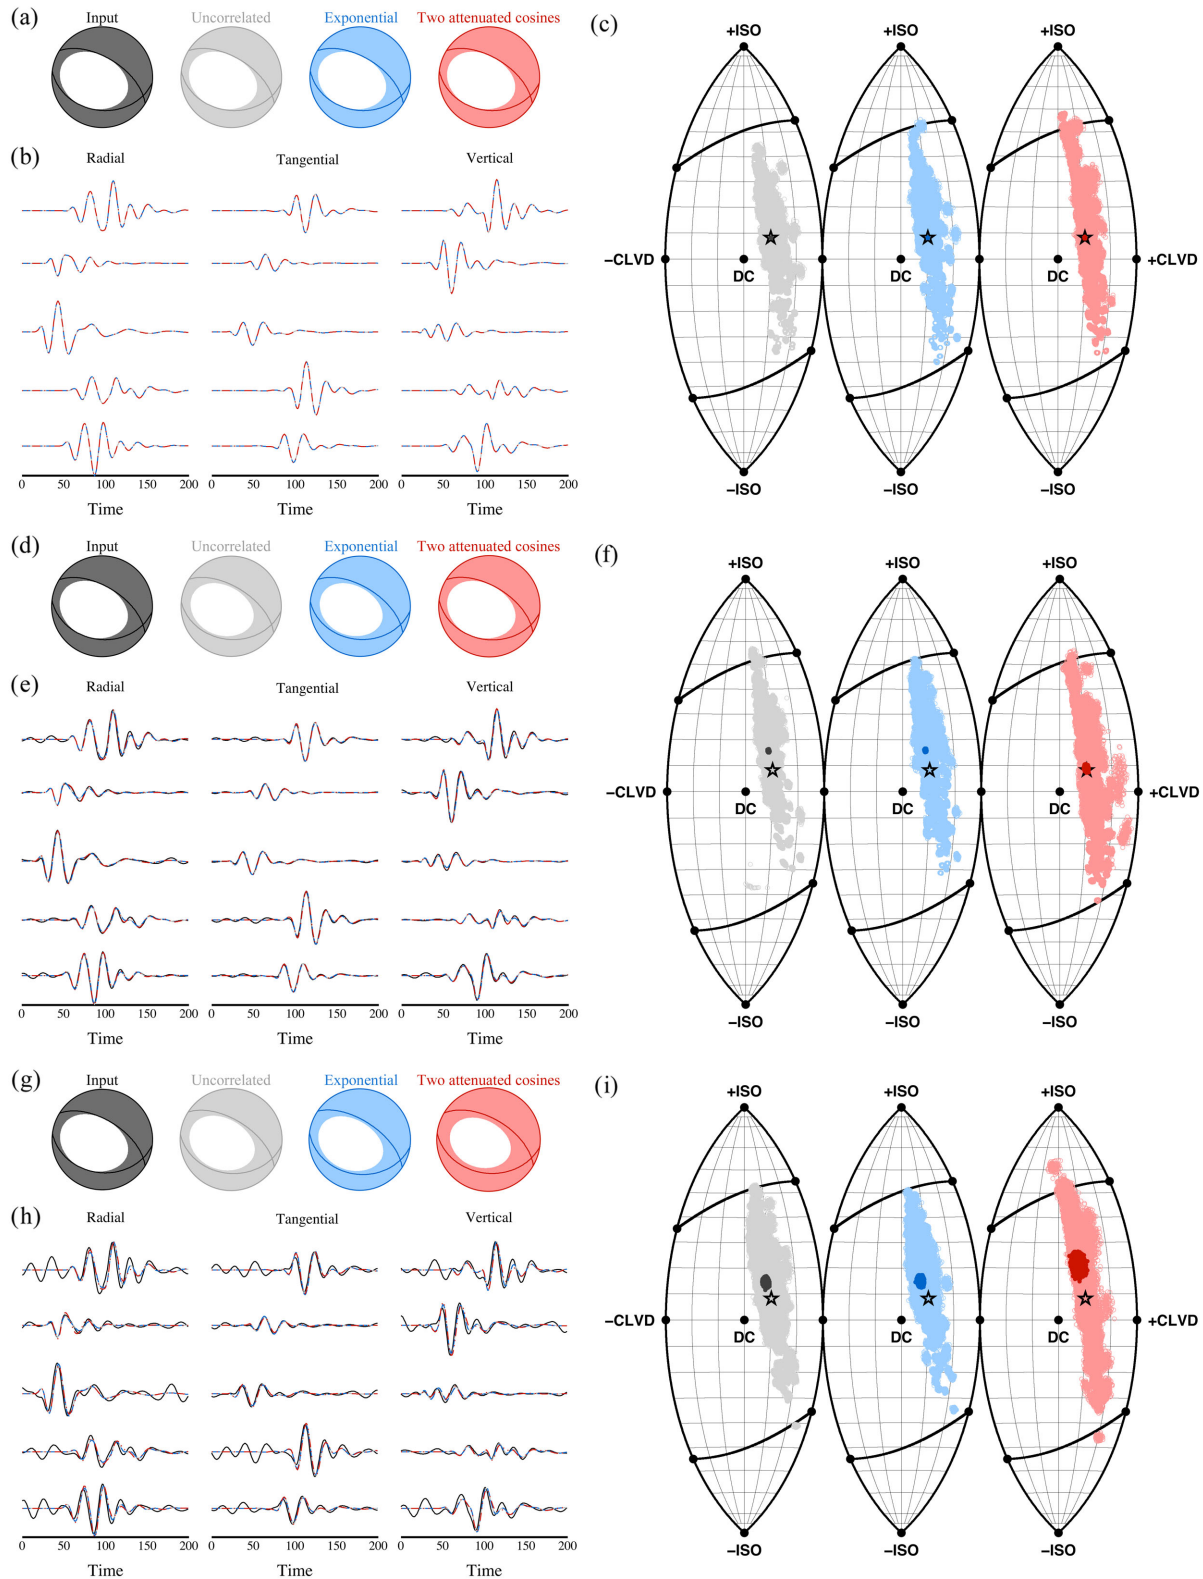 (a) Input Uncorrelated Exponential Two attenuated cosines
(b) Radial Tangential Vertical
0 50 100 150 200 0 50 100 150 200 0 50 100 150 200
Time Time Time
(c)
+ISO +ISO +ISO
−CLVD DC DC DC +CLVD
−ISO −ISO −ISO
(d) Input Uncorrelated Exponential Two attenuated cosines
(e) Radial Tangential Vertical
0 50 100 150 200 0 50 100 150 200 0 50 100 150 200
Time Time Time
(f)
+ISO +ISO +ISO
−CLVD DC DC DC +CLVD
−ISO −ISO −ISO
(g) Input Uncorrelated Exponential Two attenuated cosines
(h) Radial Tangential Vertical
0 50 100 150 200 0 50 100 150 200 0 50 100 150 200
Time Time Time
(i)
+ISO +ISO +ISO
−CLVD DC DC DC +CLVD
−ISO −ISO −ISO